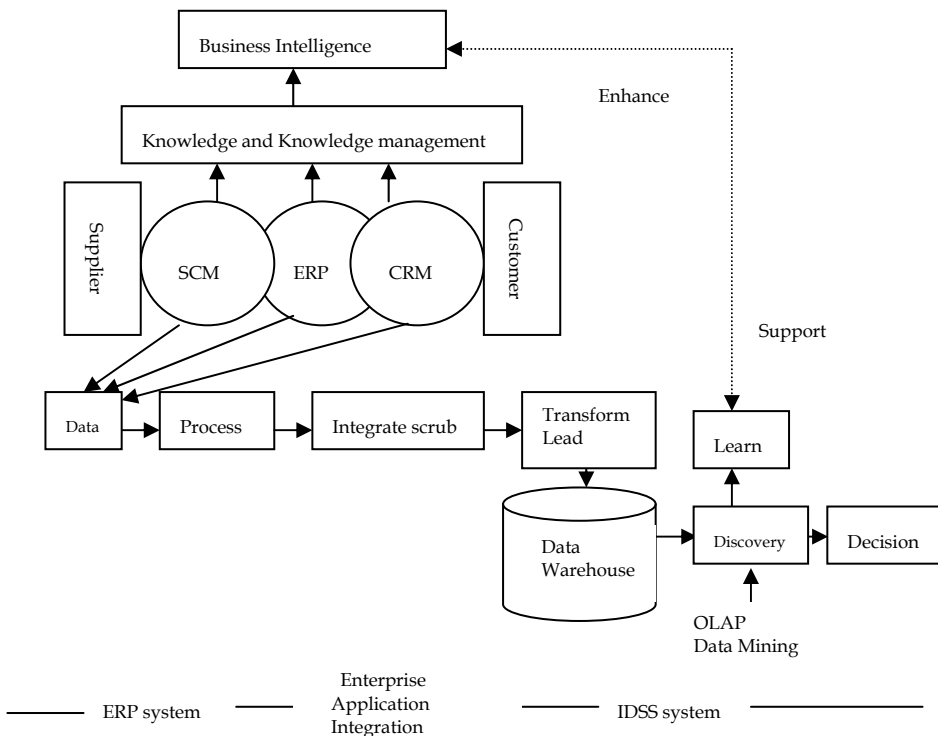 Business Intelligence
Enhance
Knowledge and Knowledge management
Supplier
SCM
ERP
CRM
Customer
Support
Data
Process
Integrate scrub
Transform
Lead
Learn
Data
Warehouse
Discovery
Decision
OLAP
Data Mining
ERP system
Enterprise
Application
Integration
IDSS system